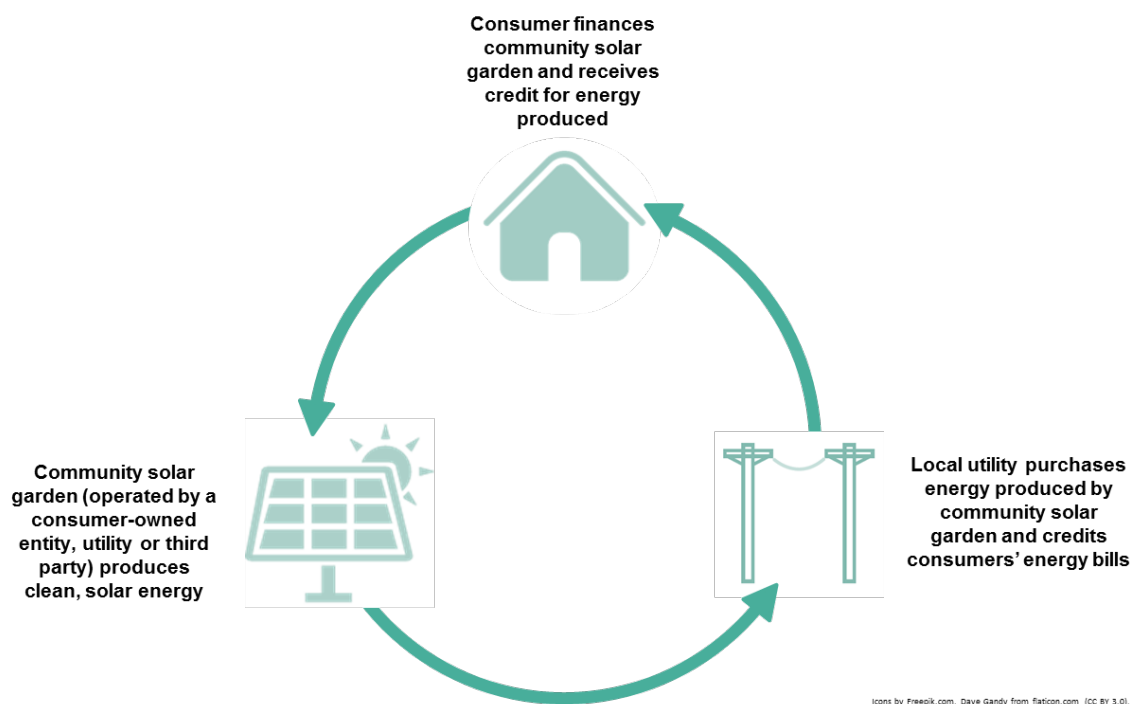 Consumer finances
community solar
garden and receives
credit for energy
produced
Community solar
garden (operated by a
consumer-owned
entity, utility or third
party) produces
clean, solar energy
Local utility purchases
energy produced by
community solar
garden and credits
consumers’ energy bills
Icons by Freepik.com, Dave Gandy from flaticon.com (CC BY 3.0).